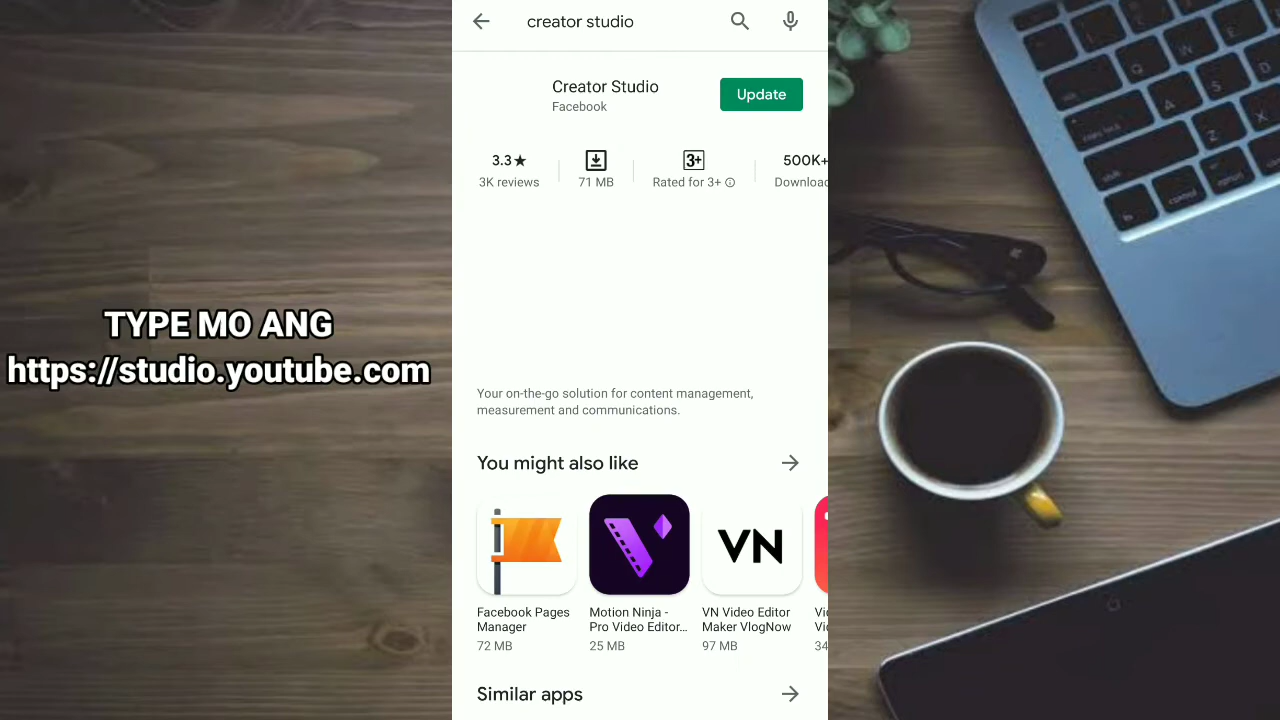 creator studio
Creator Studio
Facebook
Update
3.3★
3K reviews
71 MB
3+
Rated for 3+
500K+
TYPE MO ANG
https://studio.youtube.com
Your on-the-go solution for content management,
measurement and communications.
You might also like
VN
Facebook Pages
Manager
72 MB
Motion Ninja -
Pro Video Editor...
25 MB
VN Video Editor
Maker VlogNow
97 MB
Similar apps